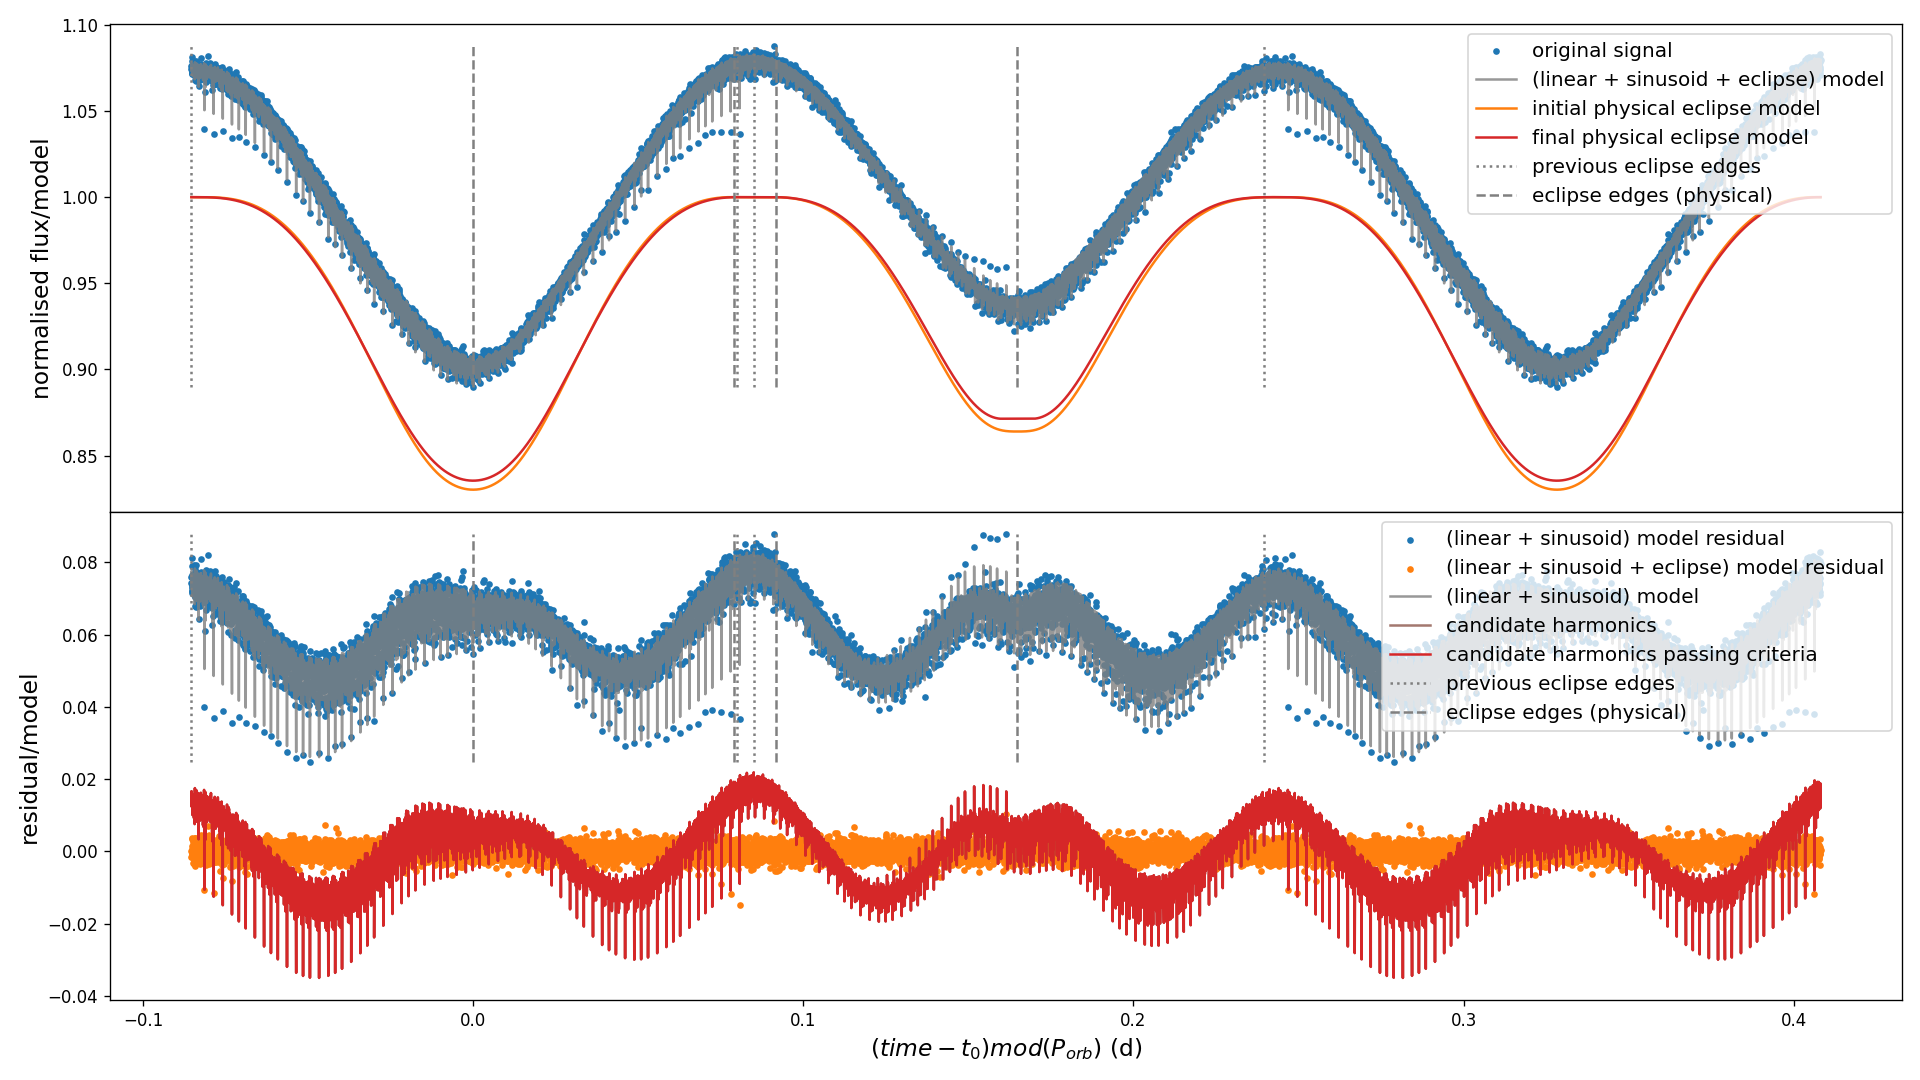 1.10
1.05
1.00
0.95
0.90
0.85
normalised flux/model
original signal
(linear + sinusoid + eclipse) model
initial physical eclipse model
final physical eclipse model
previous eclipse edges
eclipse edges (physical)
0.08
0.06
0.04
0.02
0.00
−0.02
−0.04
residual/model
(linear + sinusoid) model residual
(linear + sinusoid + eclipse) model residual
(linear + sinusoid) model
candidate harmonics
candidate harmonics passing criteria
previous eclipse edges
eclipse edges (physical)
−0.1 0.0 0.1 0.2 0.3 0.4
(time − t₀)mod(Pₒᵣb) (d)